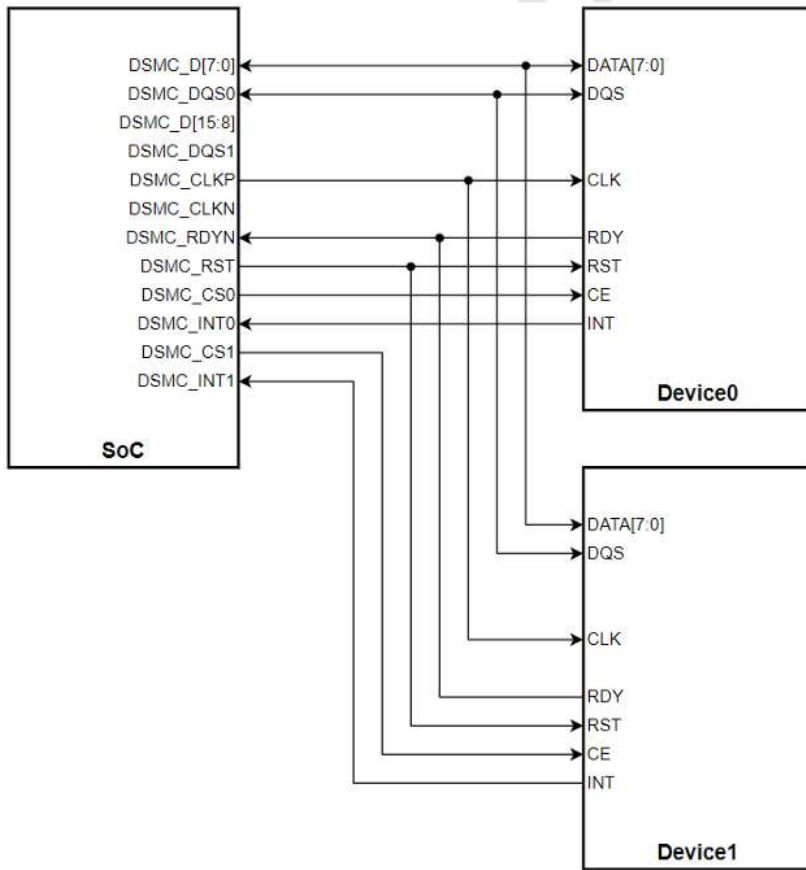 DSMC_D[7:0]
DSMC_DQS0
DSMC_D[15:8]
DSMC_DQS1
DSMC_CLKP
DSMC_CLKN
DSMC_RDYN
DSMC_RST
DSMC_CS0
DSMC_INT0
DSMC_CS1
DSMC_INT1
SoC
DATA[7:0]
DQS
CLK
RDY
RST
CE
INT
Device0
DATA[7:0]
DQS
CLK
RDY
RST
CE
INT
Device1